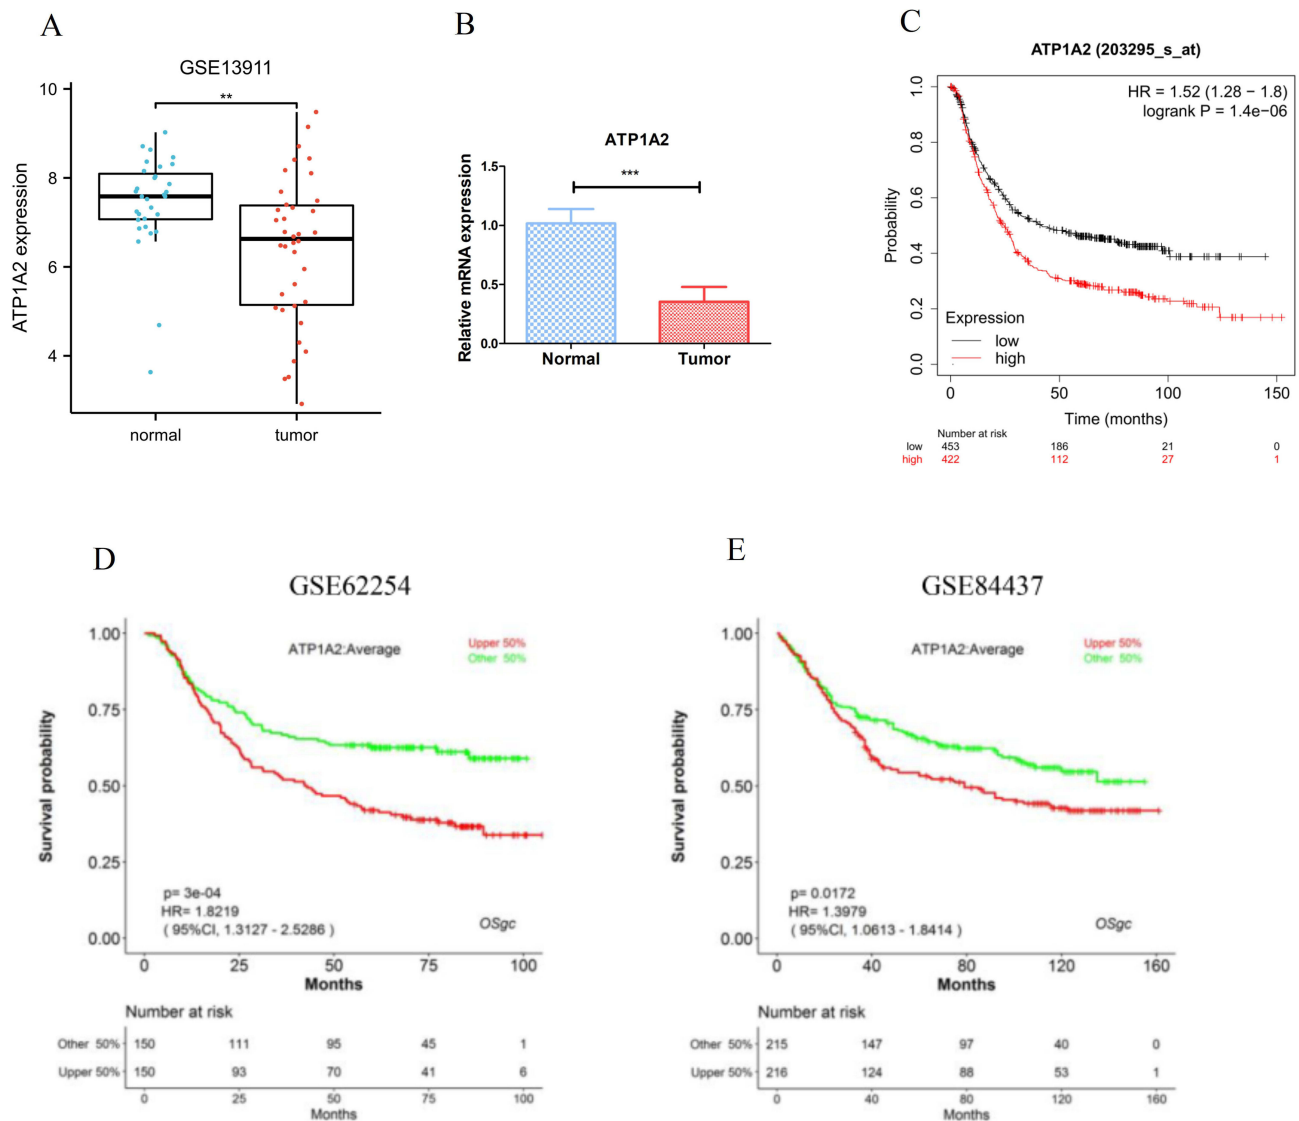 A
GSE13911
**
ATP1A2 expression
10
8
6
4
normal tumor
B
ATP1A2
***
Relative mRNA expression
1.5
1.0
0.5
0.0
Normal Tumor
C
ATP1A2 (203295_s_at)
HR = 1.52 (1.28 − 1.8)
logrank P = 1.4e−06
Probability
1.0
0.8
0.6
0.4
0.2
0.0
Expression
low
high
0 50 100 150
Time (months)
Number at risk
low 453 186 21 0
high 422 112 27 1
D
GSE62254
ATP1A2:Average
Upper 50%
Other 50%
Survival probability
1.00
0.75
0.50
0.25
0.00
p= 3e-04
HR= 1.8219
( 95%CI, 1.3127 - 2.5286 )
OSgc
0 25 50 75 100
Months
Number at risk
Other 50% 150 111 95 45 1
Upper 50% 150 93 70 41 6
0 25 50 75 100
Months
E
GSE84437
ATP1A2:Average
Upper 50%
Other 50%
Survival probability
1.00
0.75
0.50
0.25
0.00
p= 0.0172
HR= 1.3979
( 95%CI, 1.0613 - 1.8414 )
OSgc
0 40 80 120 160
Months
Number at risk
Other 50% 215 147 97 40 0
Upper 50% 216 124 88 53 1
0 40 80 120 160
Months